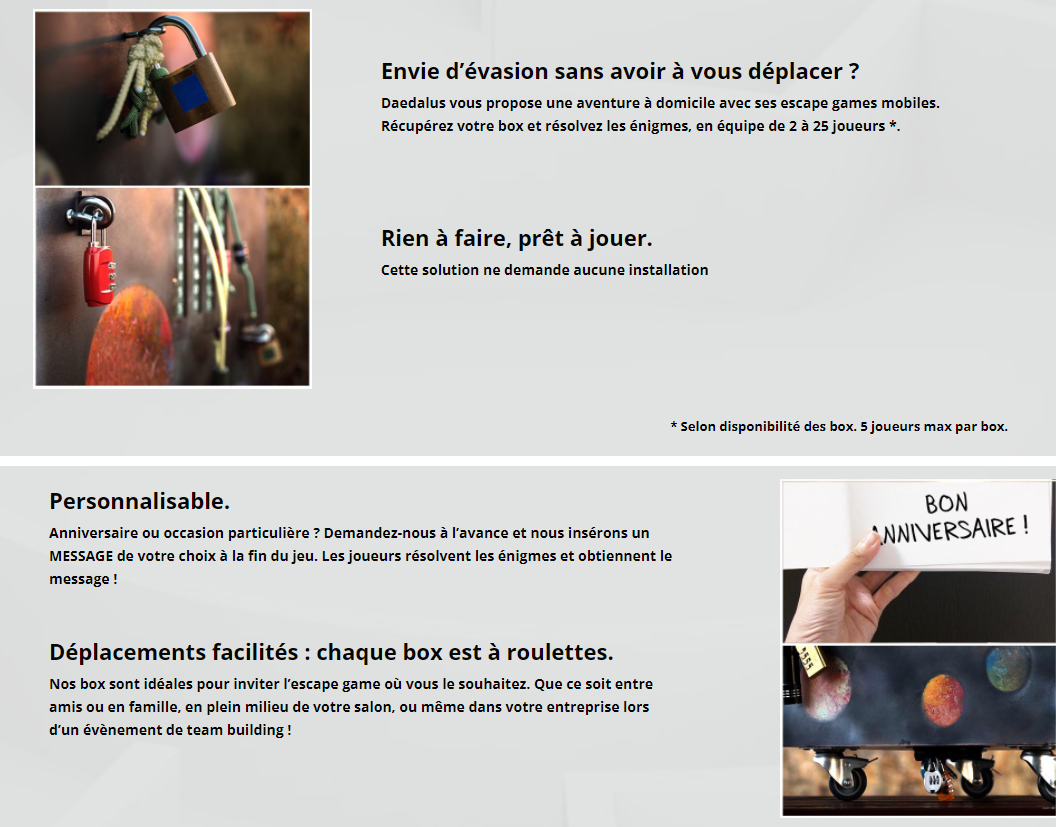 Envie d’évasion sans avoir à vous déplacer ?
Daedalus vous propose une aventure à domicile avec ses escape games mobiles.
Récupérez votre box et résolvez les énigmes, en équipe de 2 à 25 joueurs *.
Rien à faire, prêt à jouer.
Cette solution ne demande aucune installation
* Selon disponibilité des box. 5 joueurs max par box.
Personnalisable.
Anniversaire ou occasion particulière ? Demandez-nous à l’avance et nous insérons un
MESSAGE de votre choix à la fin du jeu. Les joueurs résolvent les énigmes et obtiennent le
message !
BON
ANNIVERSAIRE !
Déplacements facilités : chaque box est à roulettes.
Nos box sont idéales pour inviter l’escape game où vous le souhaitez. Que ce soit entre
amis ou en famille, en plein milieu de votre salon, ou même dans votre entreprise lors
d’un évènement de team building !